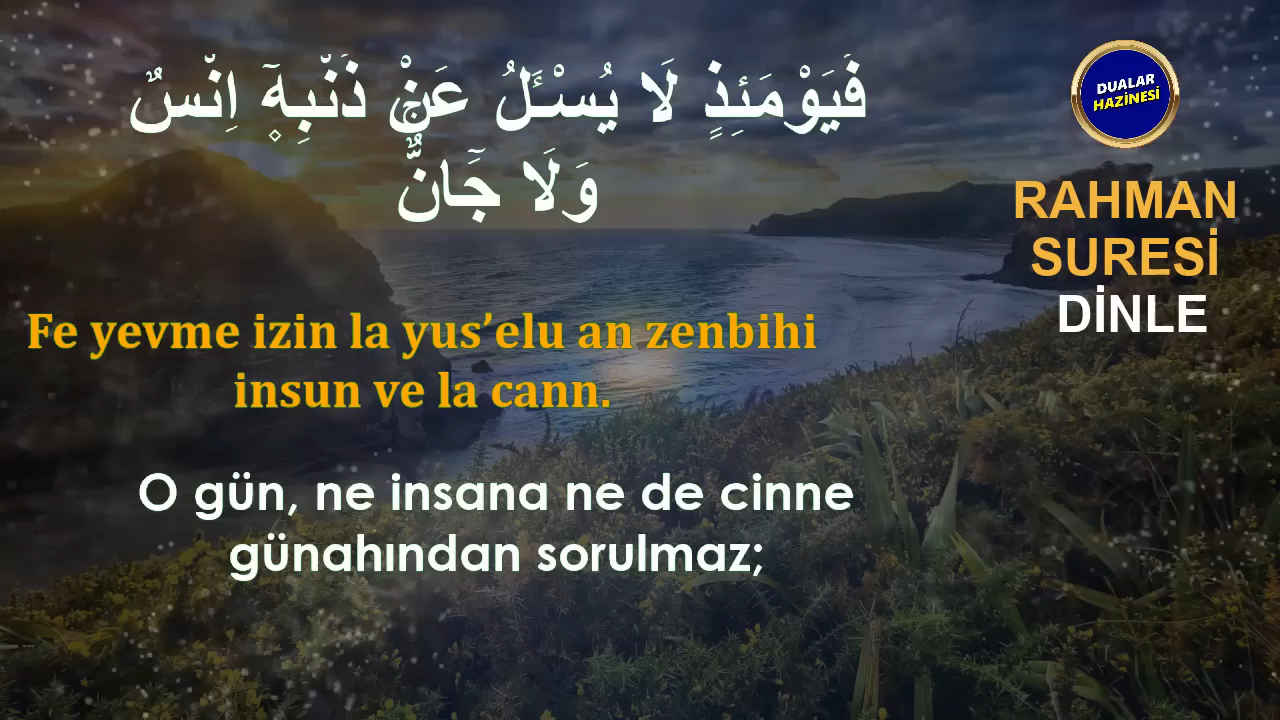 فَيَوْمَئِذٍ لَا يُسْـَٔلُ عَنْ ذَنْبِه۪ٓ اِنْسٌ
وَلَا جَٓانٌّۚ
Fe yevme izin la yus’elu an zenbihi
insun ve la cann.
O gün, ne insana ne de cinne
günahından sorulmaz;
DUALAR
HAZİNESİ
RAHMAN
SURESİ
DİNLE